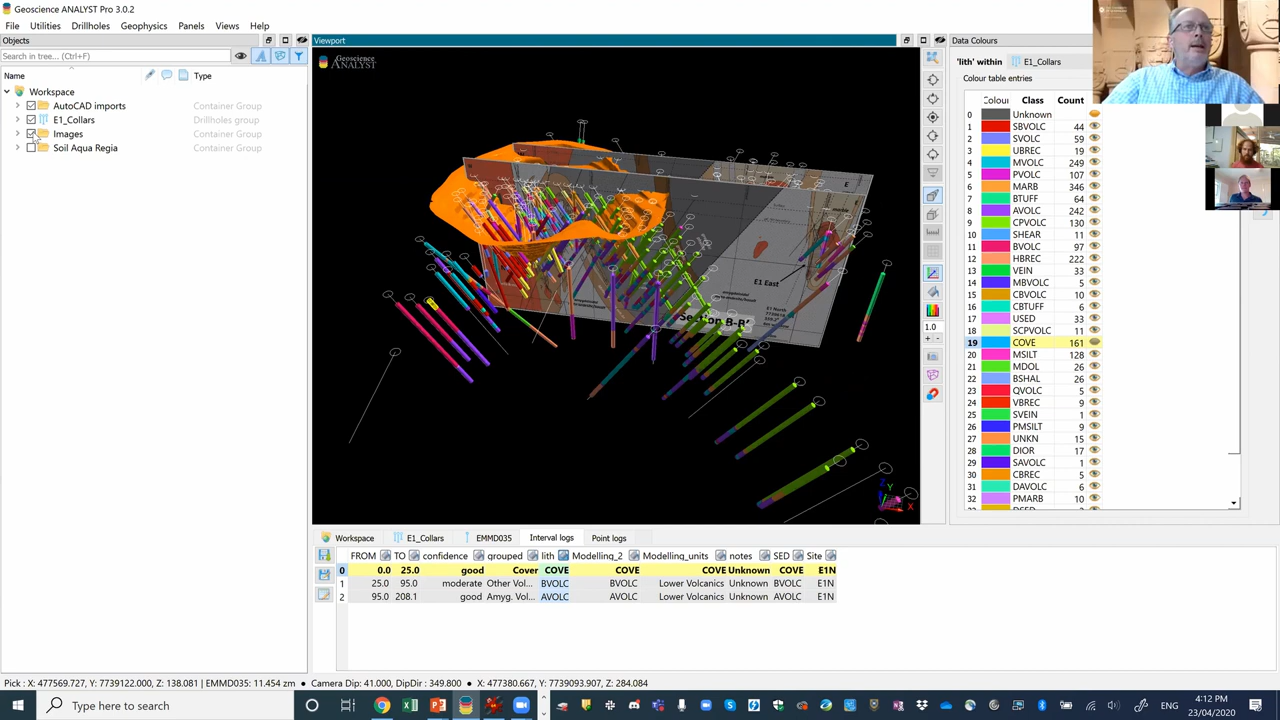 Geoscience ANALYST Pro 3.0.2
File Utilities Drillholes Geophysics Panels Views Help
Objects
Search in tree... (Ctrl+F)
Name Type
Workspace
AutoCAD imports Container Group
E1_Collars Drillholes group
Images Container Group
Soil Aqua Regia Container Group
Viewport
Geoscience
ANALYST
E
E1 East
E1 North
Section B-B'
Z
Y
X
1.0
Data Colours
'lith' within E1_Collars
Colour table entries
Colou Class Count
0 Unknown
1 SBVOLC 44
2 SVOLC 59
3 UBREC 19
4 MVOLC 249
5 PVOLC 107
6 MARB 346
7 BTUFF 64
8 AVOLC 242
9 CPVOLC 130
10 SHEAR 11
11 BVOLC 97
12 HBREC 222
13 VEIN 33
14 MBVOLC 5
15 CBVOLC 10
16 CBTUFF 6
17 USED 33
18 SCPVOLC 11
19 COVE 161
20 MSILT 128
21 MDOL 26
22 BSHAL 26
23 QVOLC 5
24 VBREC 9
25 SVEIN 1
26 PMSILT 9
27 UNKN 15
28 DIOR 17
29 SAVOLC 1
30 CBREC 5
31 DAVOLC 6
32 PMARB 10
Workspace E1_Collars EMMD035 Interval logs Point logs
FROM TO confidence grouped lith Modelling_2 Modelling_units notes SED Site
0 0.0 25.0 good Cover COVE COVE COVE Unknown COVE E1N
1 25.0 95.0 moderate Other Vol... BVOLC BVOLC Lower Volcanics Unknown BVOLC E1N
2 95.0 208.1 good Amyg. Vol... AVOLC AVOLC Lower Volcanics Unknown AVOLC E1N
Pick : X: 477569.727, Y: 7739122.000, Z: 138.081 | EMMD035: 11.454 zm ● Camera Dip: 41.000, DipDir : 349.800 ● 477380.667, Y: 7739093.907, Z: 284.084
Type here to search
ENG
4:12 PM
23/04/2020